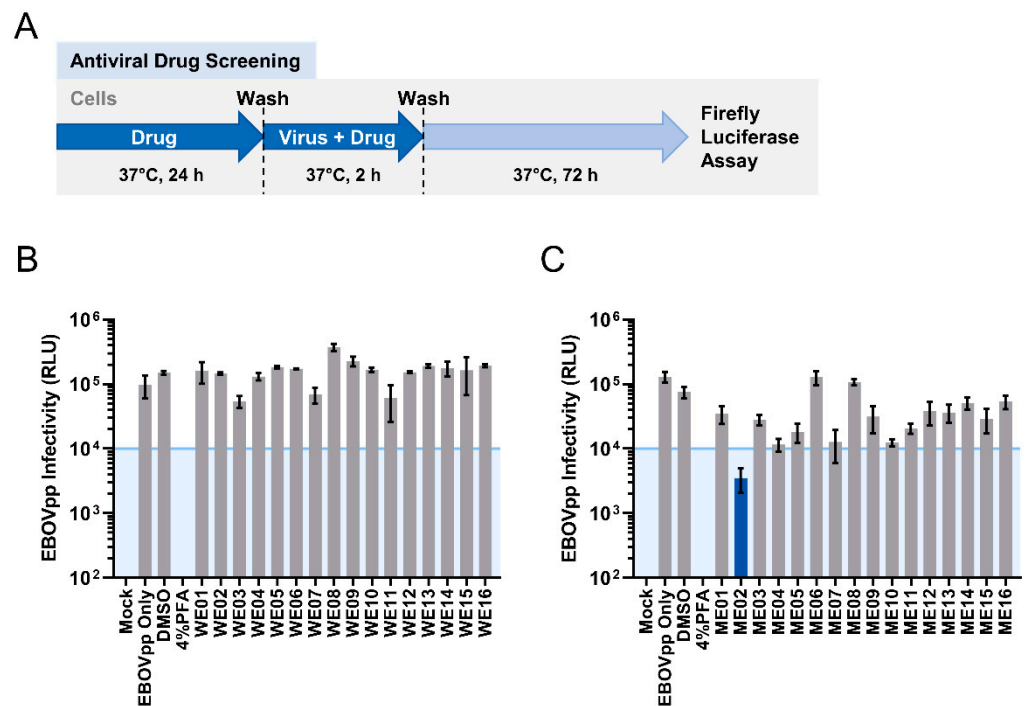 A
Antiviral Drug Screening
Cells
Wash
Wash
Drug
Virus + Drug
Firefly
Luciferase
Assay
37°C, 24 h
37°C, 2 h
37°C, 72 h
B
EBOVpp Infectivity (RLU)
10⁶
10⁵
10⁴
10³
10²
Mock
EBOVpp Only
DMSO
4%PFA
WE01
WE02
WE03
WE04
WE05
WE06
WE07
WE08
WE09
WE10
WE11
WE12
WE13
WE14
WE15
WE16
C
EBOVpp Infectivity (RLU)
10⁶
10⁵
10⁴
10³
10²
Mock
EBOVpp Only
DMSO
4%PFA
ME01
ME02
ME03
ME04
ME05
ME06
ME07
ME08
ME09
ME10
ME11
ME12
ME13
ME14
ME15
ME16